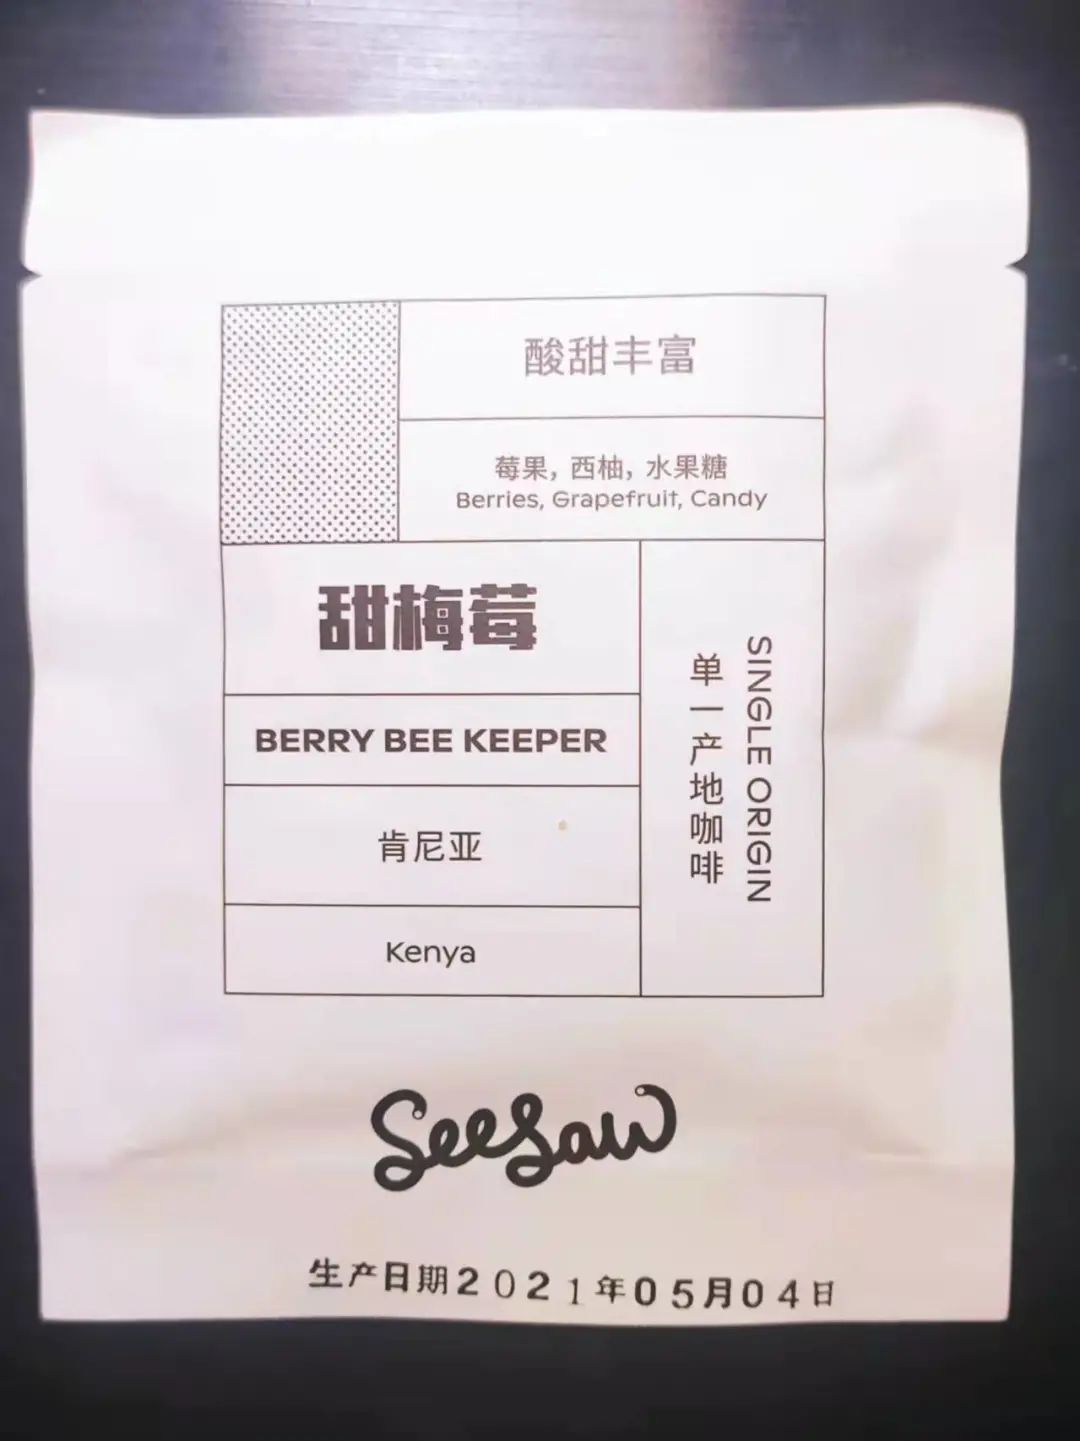 酸甜丰富
莓果, 西柚, 水果糖
Berries, Grapefruit, Candy
甜梅莓
BERRY BEE KEEPER
肯尼亚
Kenya
单一产地咖啡
SINGLE ORIGIN
Seesaw
生产日期2021年05月04日